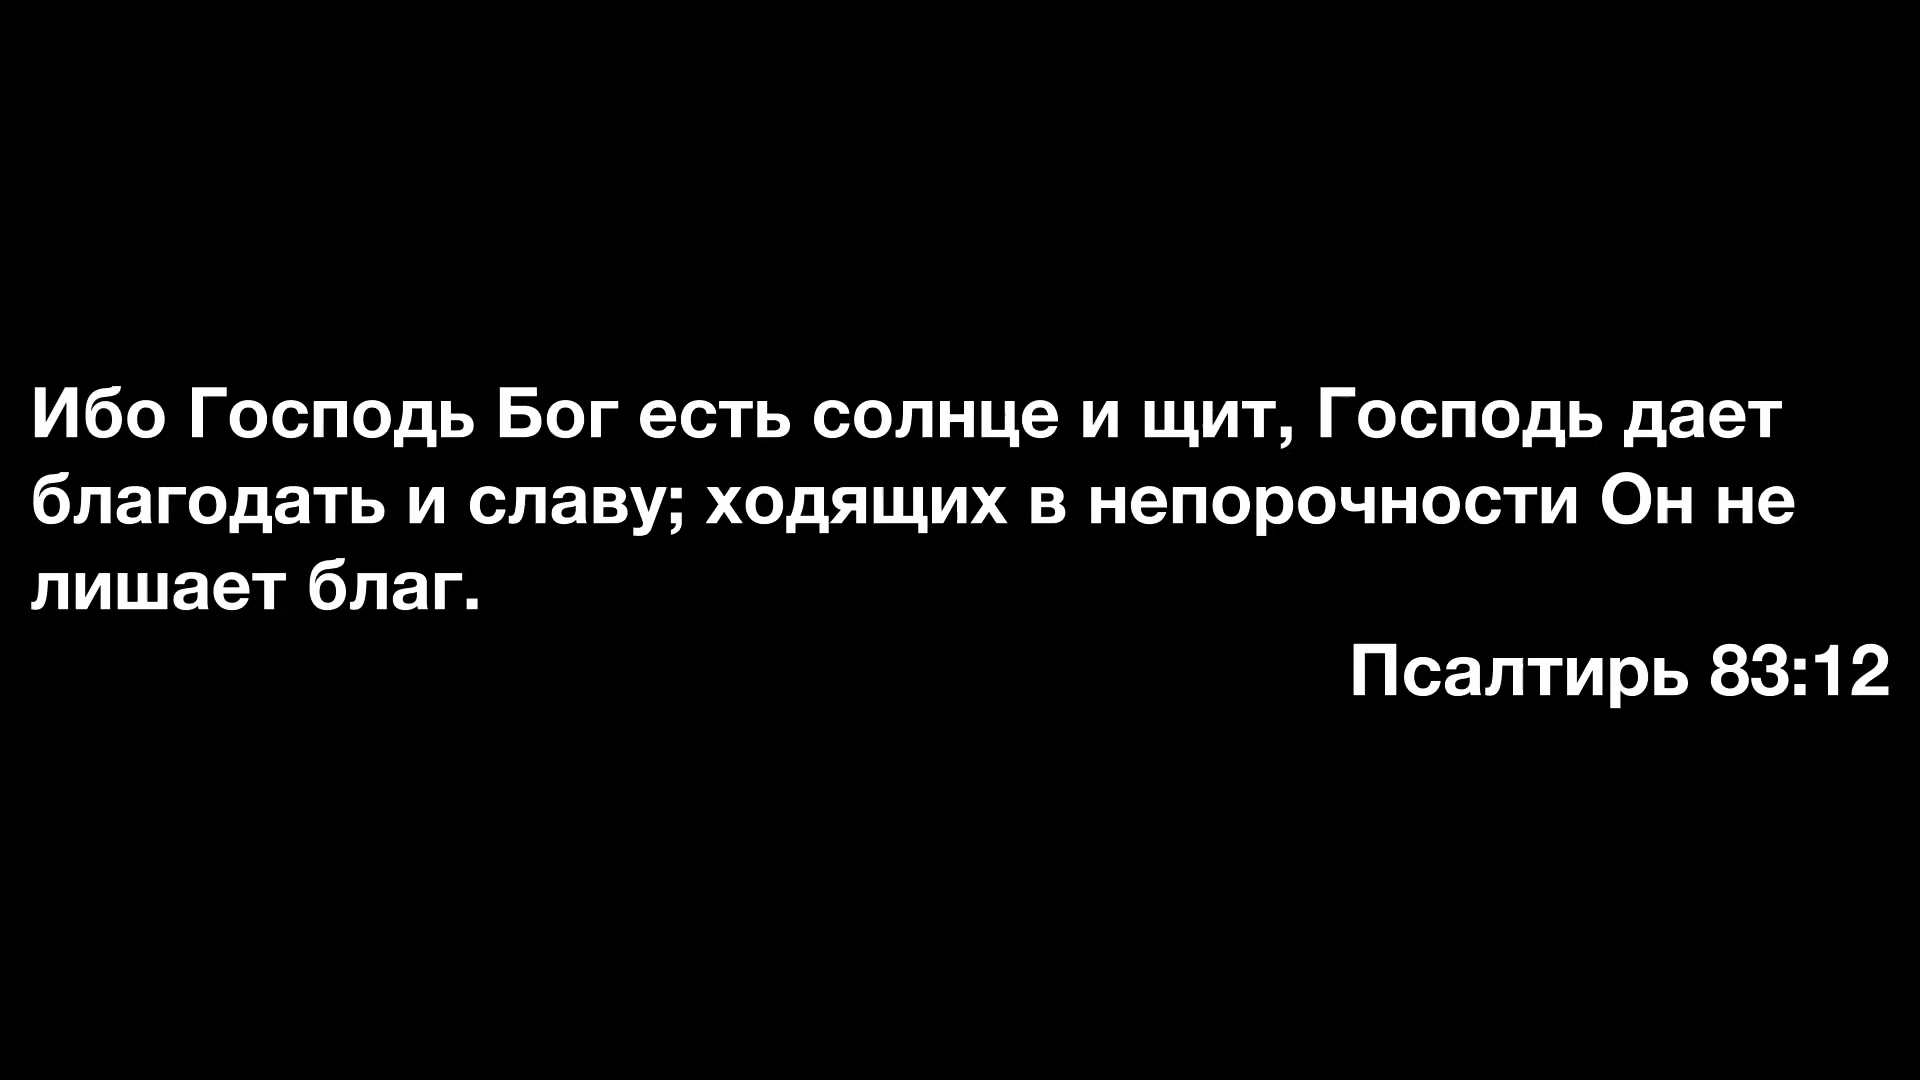 Ибо Господь Бог есть солнце и щит, Господь дает
благодать и славу; ходящих в непорочности Он не
лишает благ.
Псалтирь 83:12